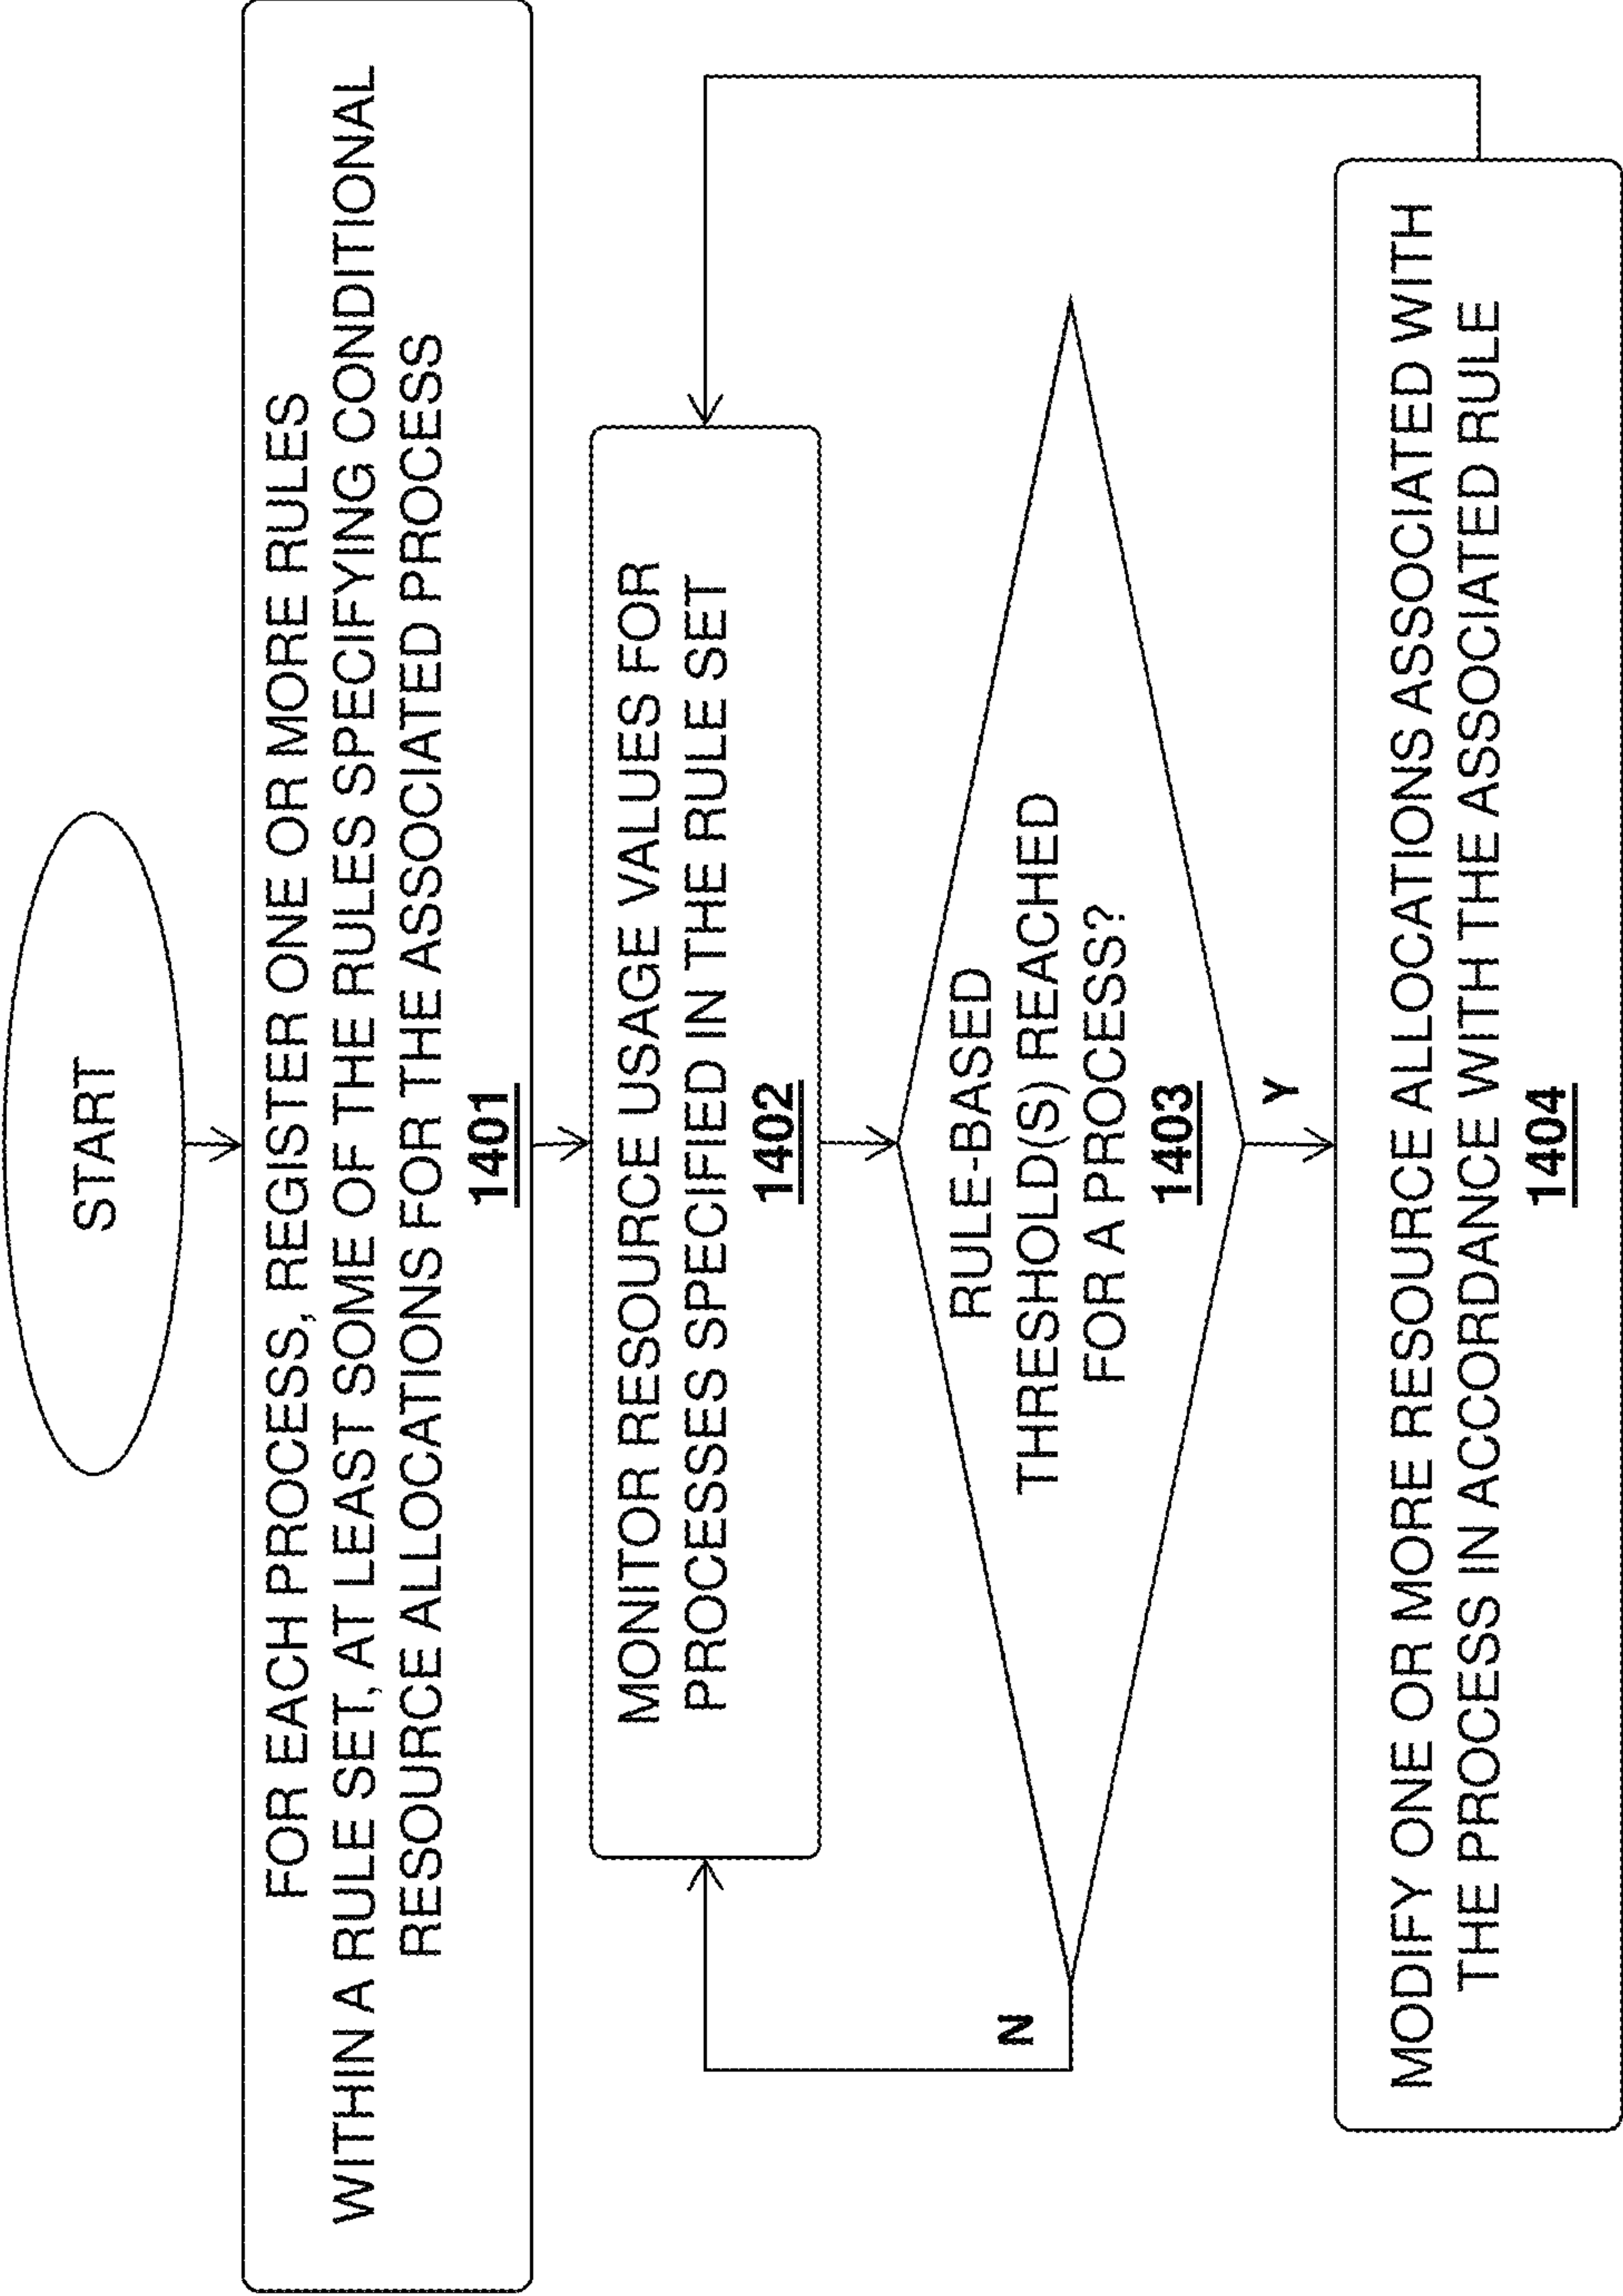 START
FOR EACH PROCESS, REGISTER ONE OR MORE RULES
WITHIN A RULE SET, AT LEAST SOME OF THE RULES SPECIFYING CONDITIONAL
RESOURCE ALLOCATIONS FOR THE ASSOCIATED PROCESS
1401
MONITOR RESOURCE USAGE VALUES FOR
PROCESSES SPECIFIED IN THE RULE SET
1402
RULE-BASED
THRESHOLD(S) REACHED
FOR A PROCESS?
1403
N
Y
MODIFY ONE OR MORE RESOURCE ALLOCATIONS ASSOCIATED WITH
THE PROCESS IN ACCORDANCE WITH THE ASSOCIATED RULE
1404